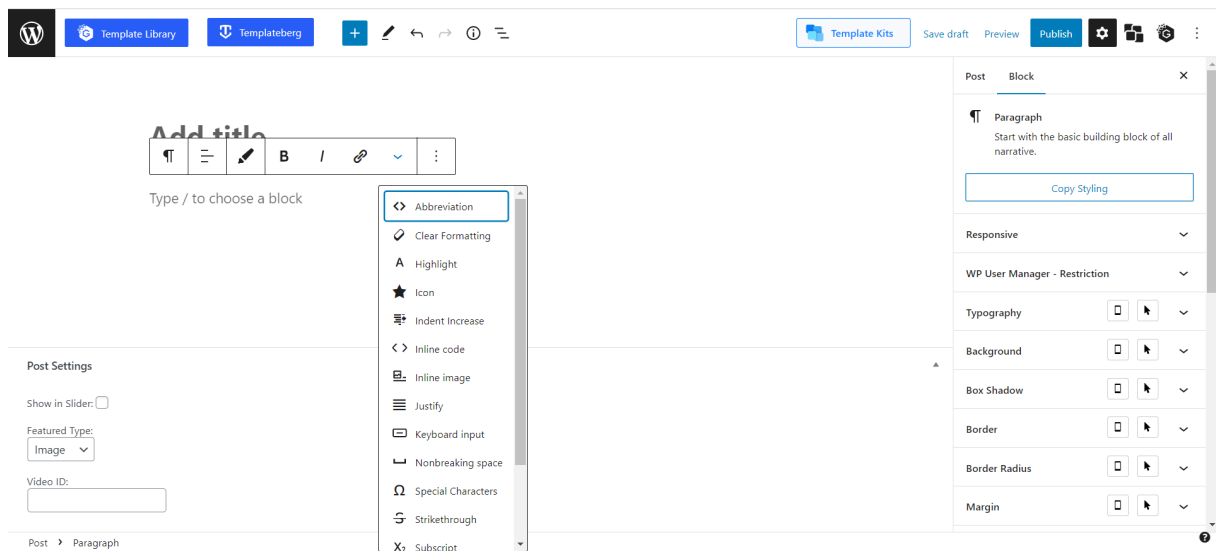 Template Library
Templateberg
Template Kits
Save draft
Preview
Publish
Add title
B
I
Type / to choose a block
Abbreviation
Clear Formatting
A Highlight
Icon
Indent Increase
Inline code
Inline image
Justify
Keyboard input
Nonbreaking space
Ω Special Characters
S Strikethrough
X₂ Subscript
Post Settings
Show in Slider:
Featured Type:
Image
Video ID:
Post
Block
Paragraph
Start with the basic building block of all
narrative.
Copy Styling
Responsive
WP User Manager - Restriction
Typography
Background
Box Shadow
Border
Border Radius
Margin
Post > Paragraph